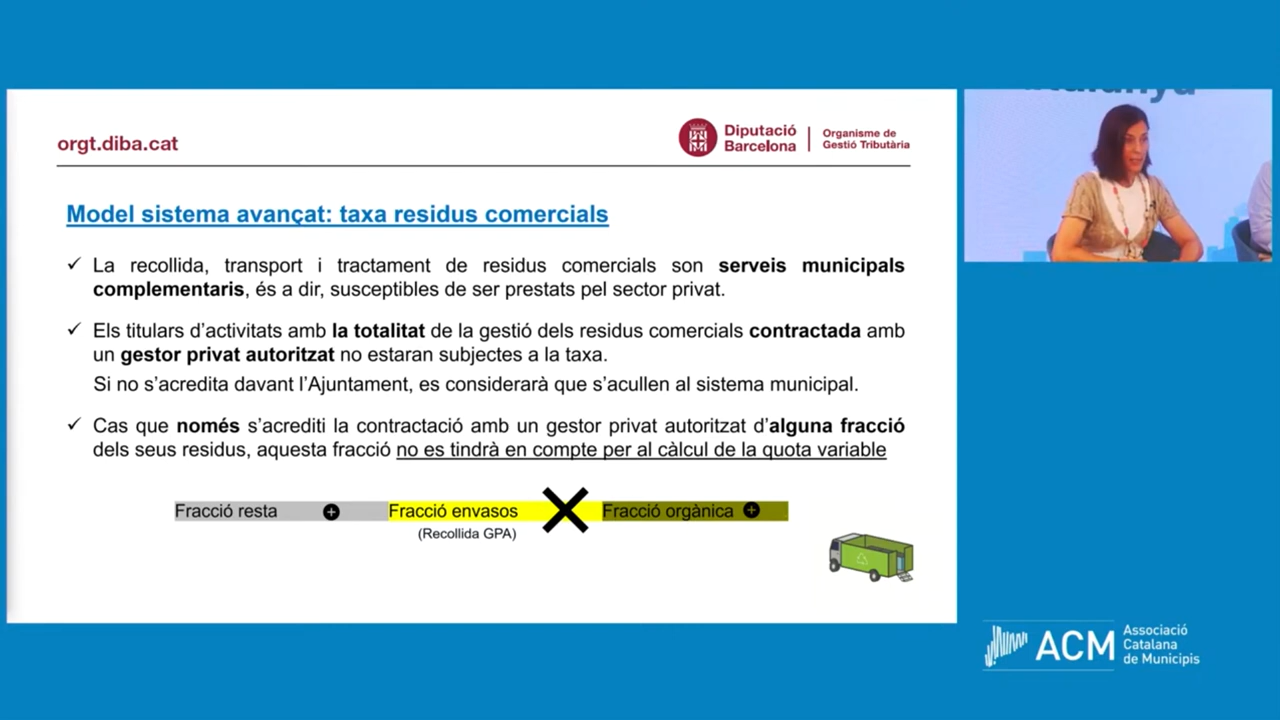 orgt.diba.cat
Diputació
Barcelona
Organisme de
Gestió Tributària
Model sistema avançat: taxa residus comercials
✓ La recollida, transport i tractament de residus comercials son serveis municipals
complementaris, és a dir, susceptibles de ser prestats pel sector privat.
✓ Els titulars d’activitats amb la totalitat de la gestió dels residus comercials contractada amb
un gestor privat autoritzat no estaran subjectes a la taxa.
Si no s’acredita davant l’Ajuntament, es considerarà que s’acullen al sistema municipal.
✓ Cas que només s’acrediti la contractació amb un gestor privat autoritzat d’alguna fracció
dels seus residus, aquesta fracció no es tindrà en compte per al càlcul de la quota variable
Fracció resta + Fracció envasos Fracció orgànica +
(Recollida GPA)
ACM
Associació
Catalana
de Municipis